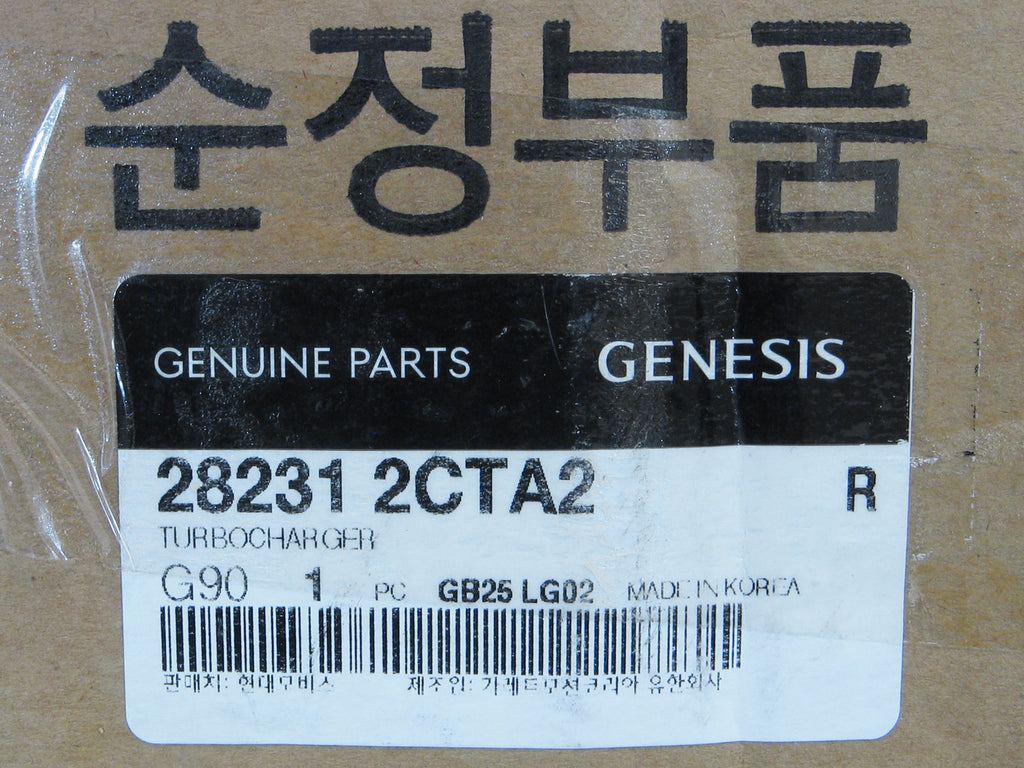 순정부품
GENUINE PARTS GENESIS
28231 2CTA2 R
TURBOCHARGER
G90 1 PC GB25 LG02 MADE IN KOREA
판매처: 현대모비스 제조원: 가레트모션코리아 유한회사